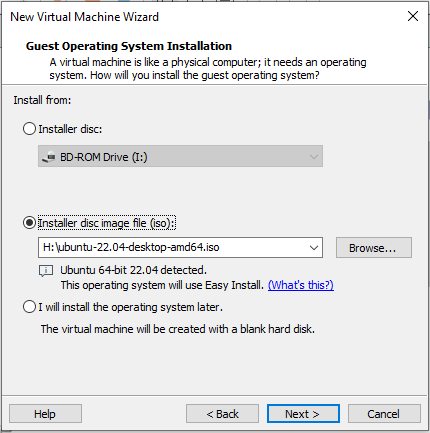 New Virtual Machine Wizard
Guest Operating System Installation
A virtual machine is like a physical computer; it needs an operating
system. How will you install the guest operating system?
Install from:
Installer disc:
BD-ROM Drive (I:)
Installer disc image file (iso):
H:\ubuntu-22.04-desktop-amd64.iso
Browse...
Ubuntu 64-bit 22.04 detected.
This operating system will use Easy Install. (What's this?)
I will install the operating system later.
The virtual machine will be created with a blank hard disk.
Help < Back Next > Cancel